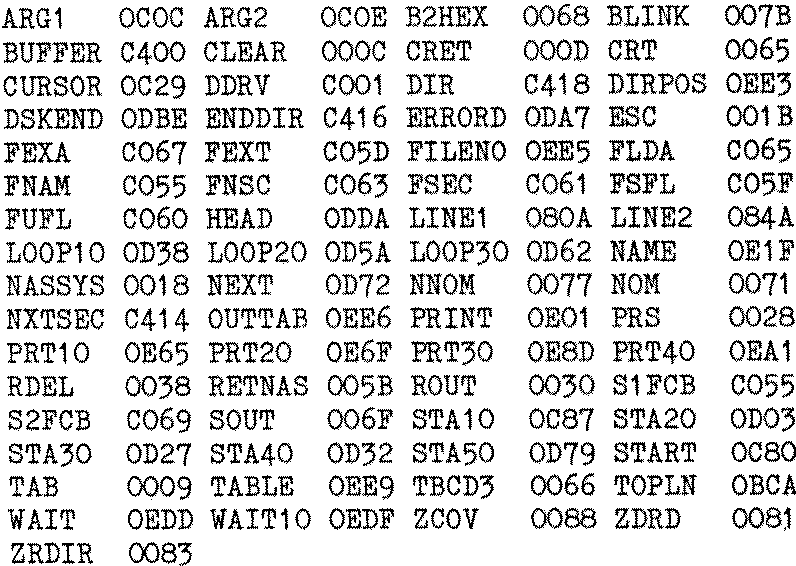 ARG1 0C0C ARG2 0C0E B2HEX 0068 BLINK 007B
BUFFER C400 CLEAR 000C CRET 000D CRT 0065
CURSOR 0C29 DDRV C001 DIR C418 DIRPOS 0EE3
DSKEND 0DBE ENDDIR C416 ERRORD 0DA7 ESC 001B
FEXA C067 FEXT C05D FILENO 0EE5 FLDA C065
FNAM C055 FNSC C063 FSEC C061 FSFL C05F
FUFL C060 HEAD 0DDA LINE1 080A LINE2 084A
LOOP10 0D38 LOOP20 0D5A LOOP30 0D62 NAME 0E1F
NASSYS 0018 NEXT 0D72 NNOM 0077 NOM 0071
NXTSEC C414 OUTTAB 0EE6 PRINT 0E01 PRS 0028
PRT10 0E65 PRT20 0E6F PRT30 0E8D PRT40 0EA1
RDEL 0038 RETNAS 005B ROUT 0030 S1FCB C055
S2FCB C069 SOUT 006F STA10 0C87 STA20 0D03
STA30 0D27 STA40 0D32 STA50 0D79 START 0C80
TAB 0009 TABLE 0EE9 TBCD3 0066 TOPLN 0BCA
WAIT 0EDD WAIT10 0EDF ZCOV 0088 ZDRD 0081
ZRDIR 0083